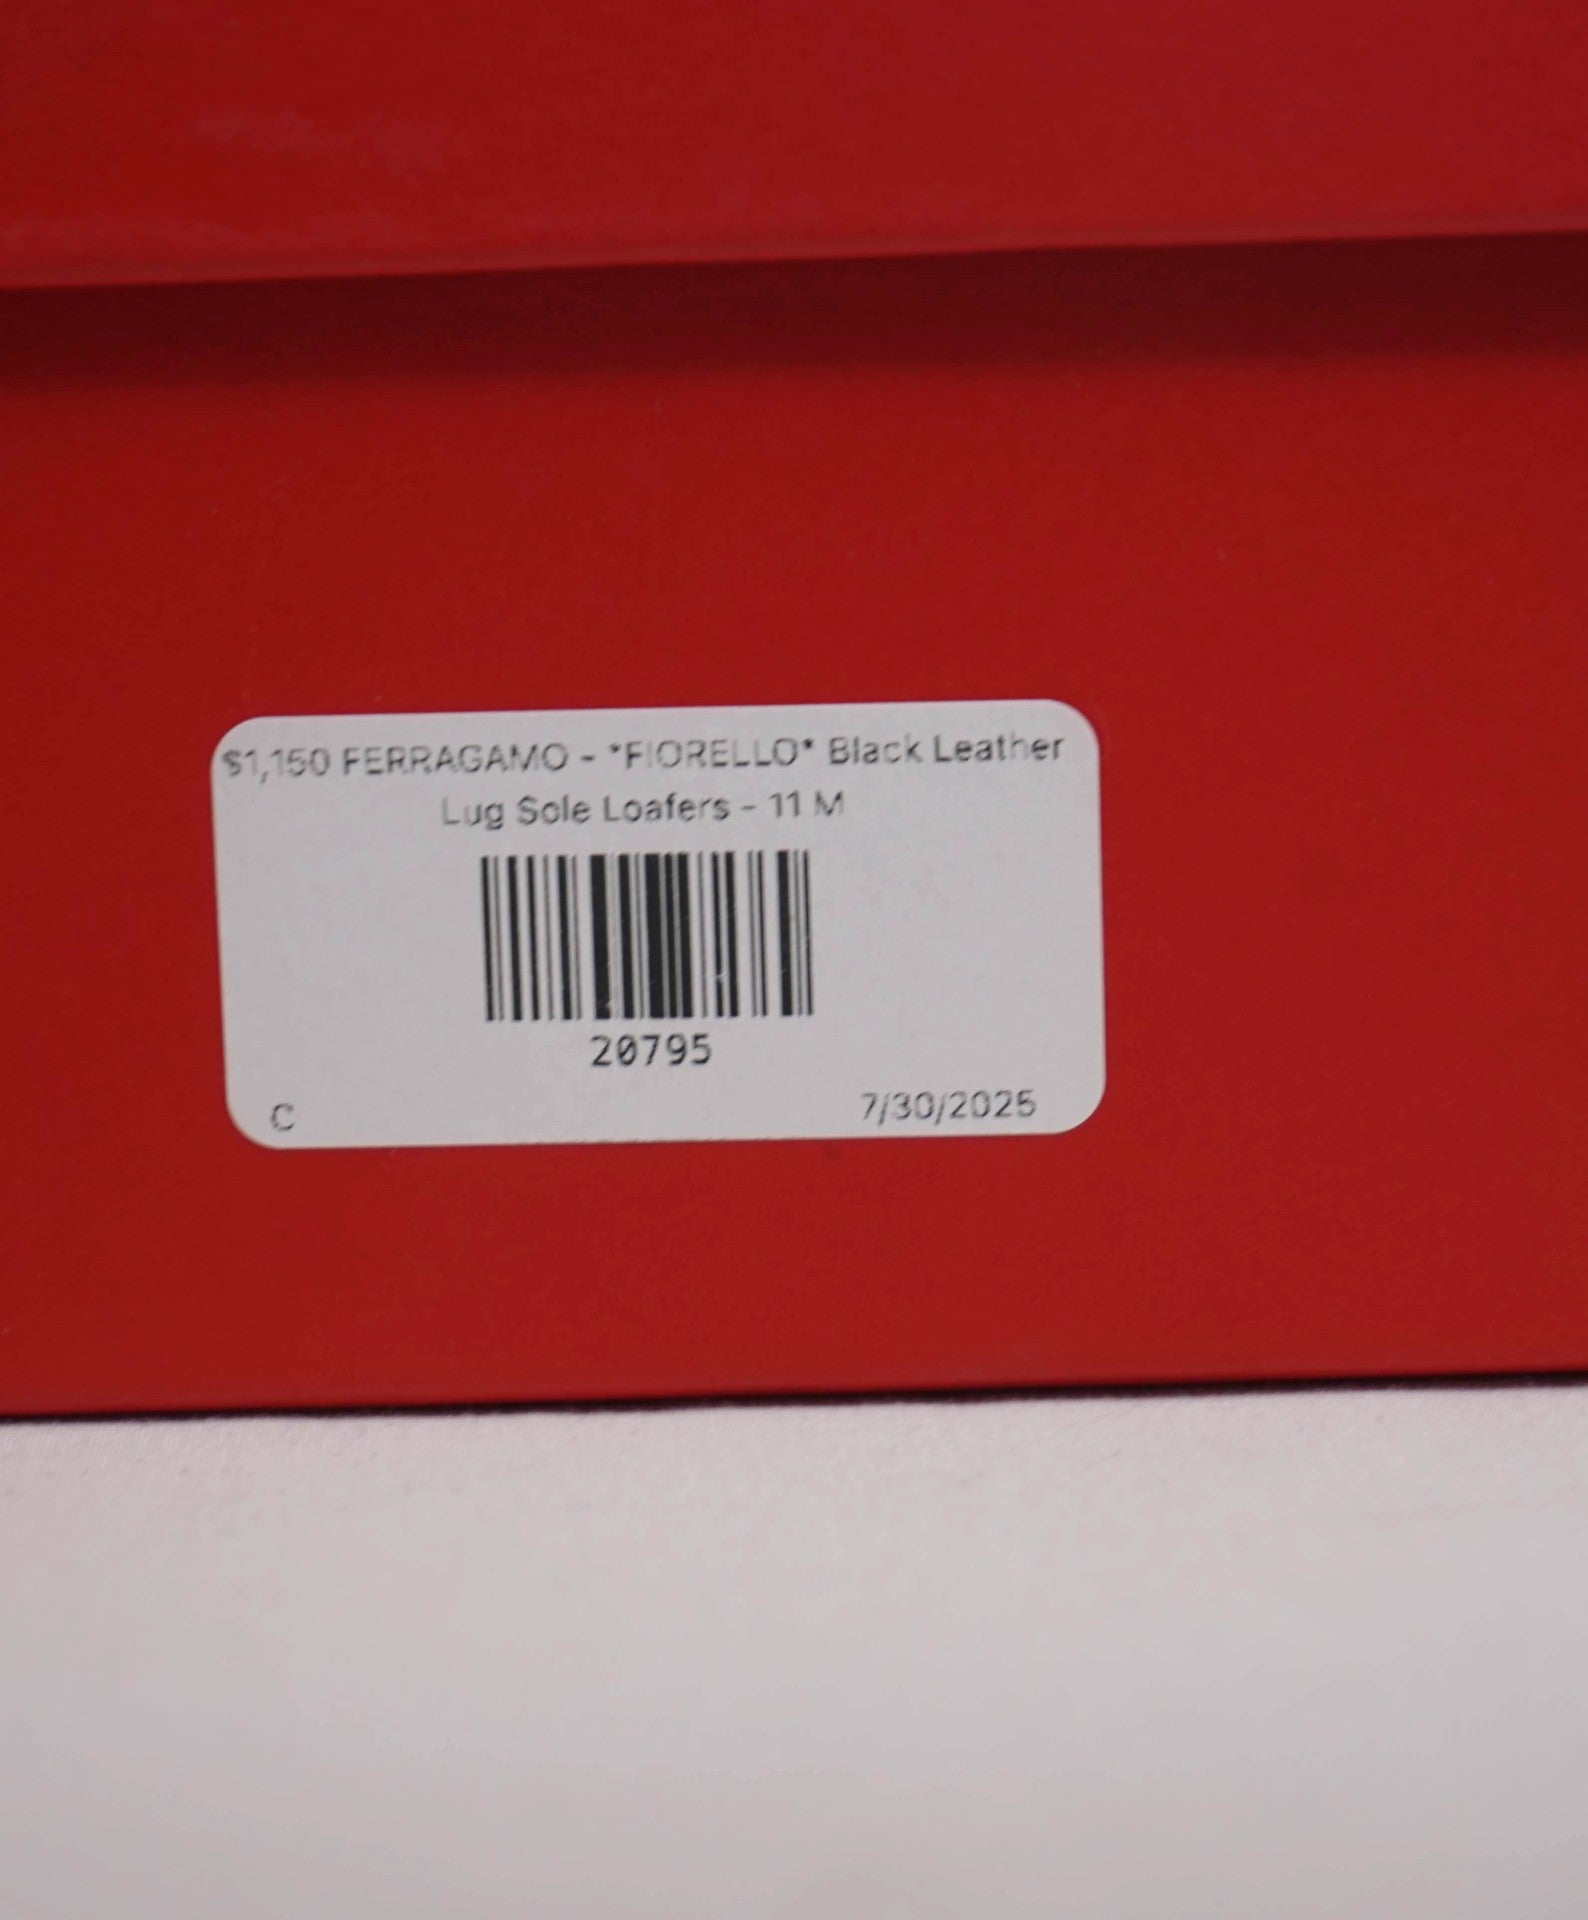 $1,150 FERRAGAMO - *FIORELLO* Black Leather
Lug Sole Loafers - 11 M
20795
C
7/30/2025